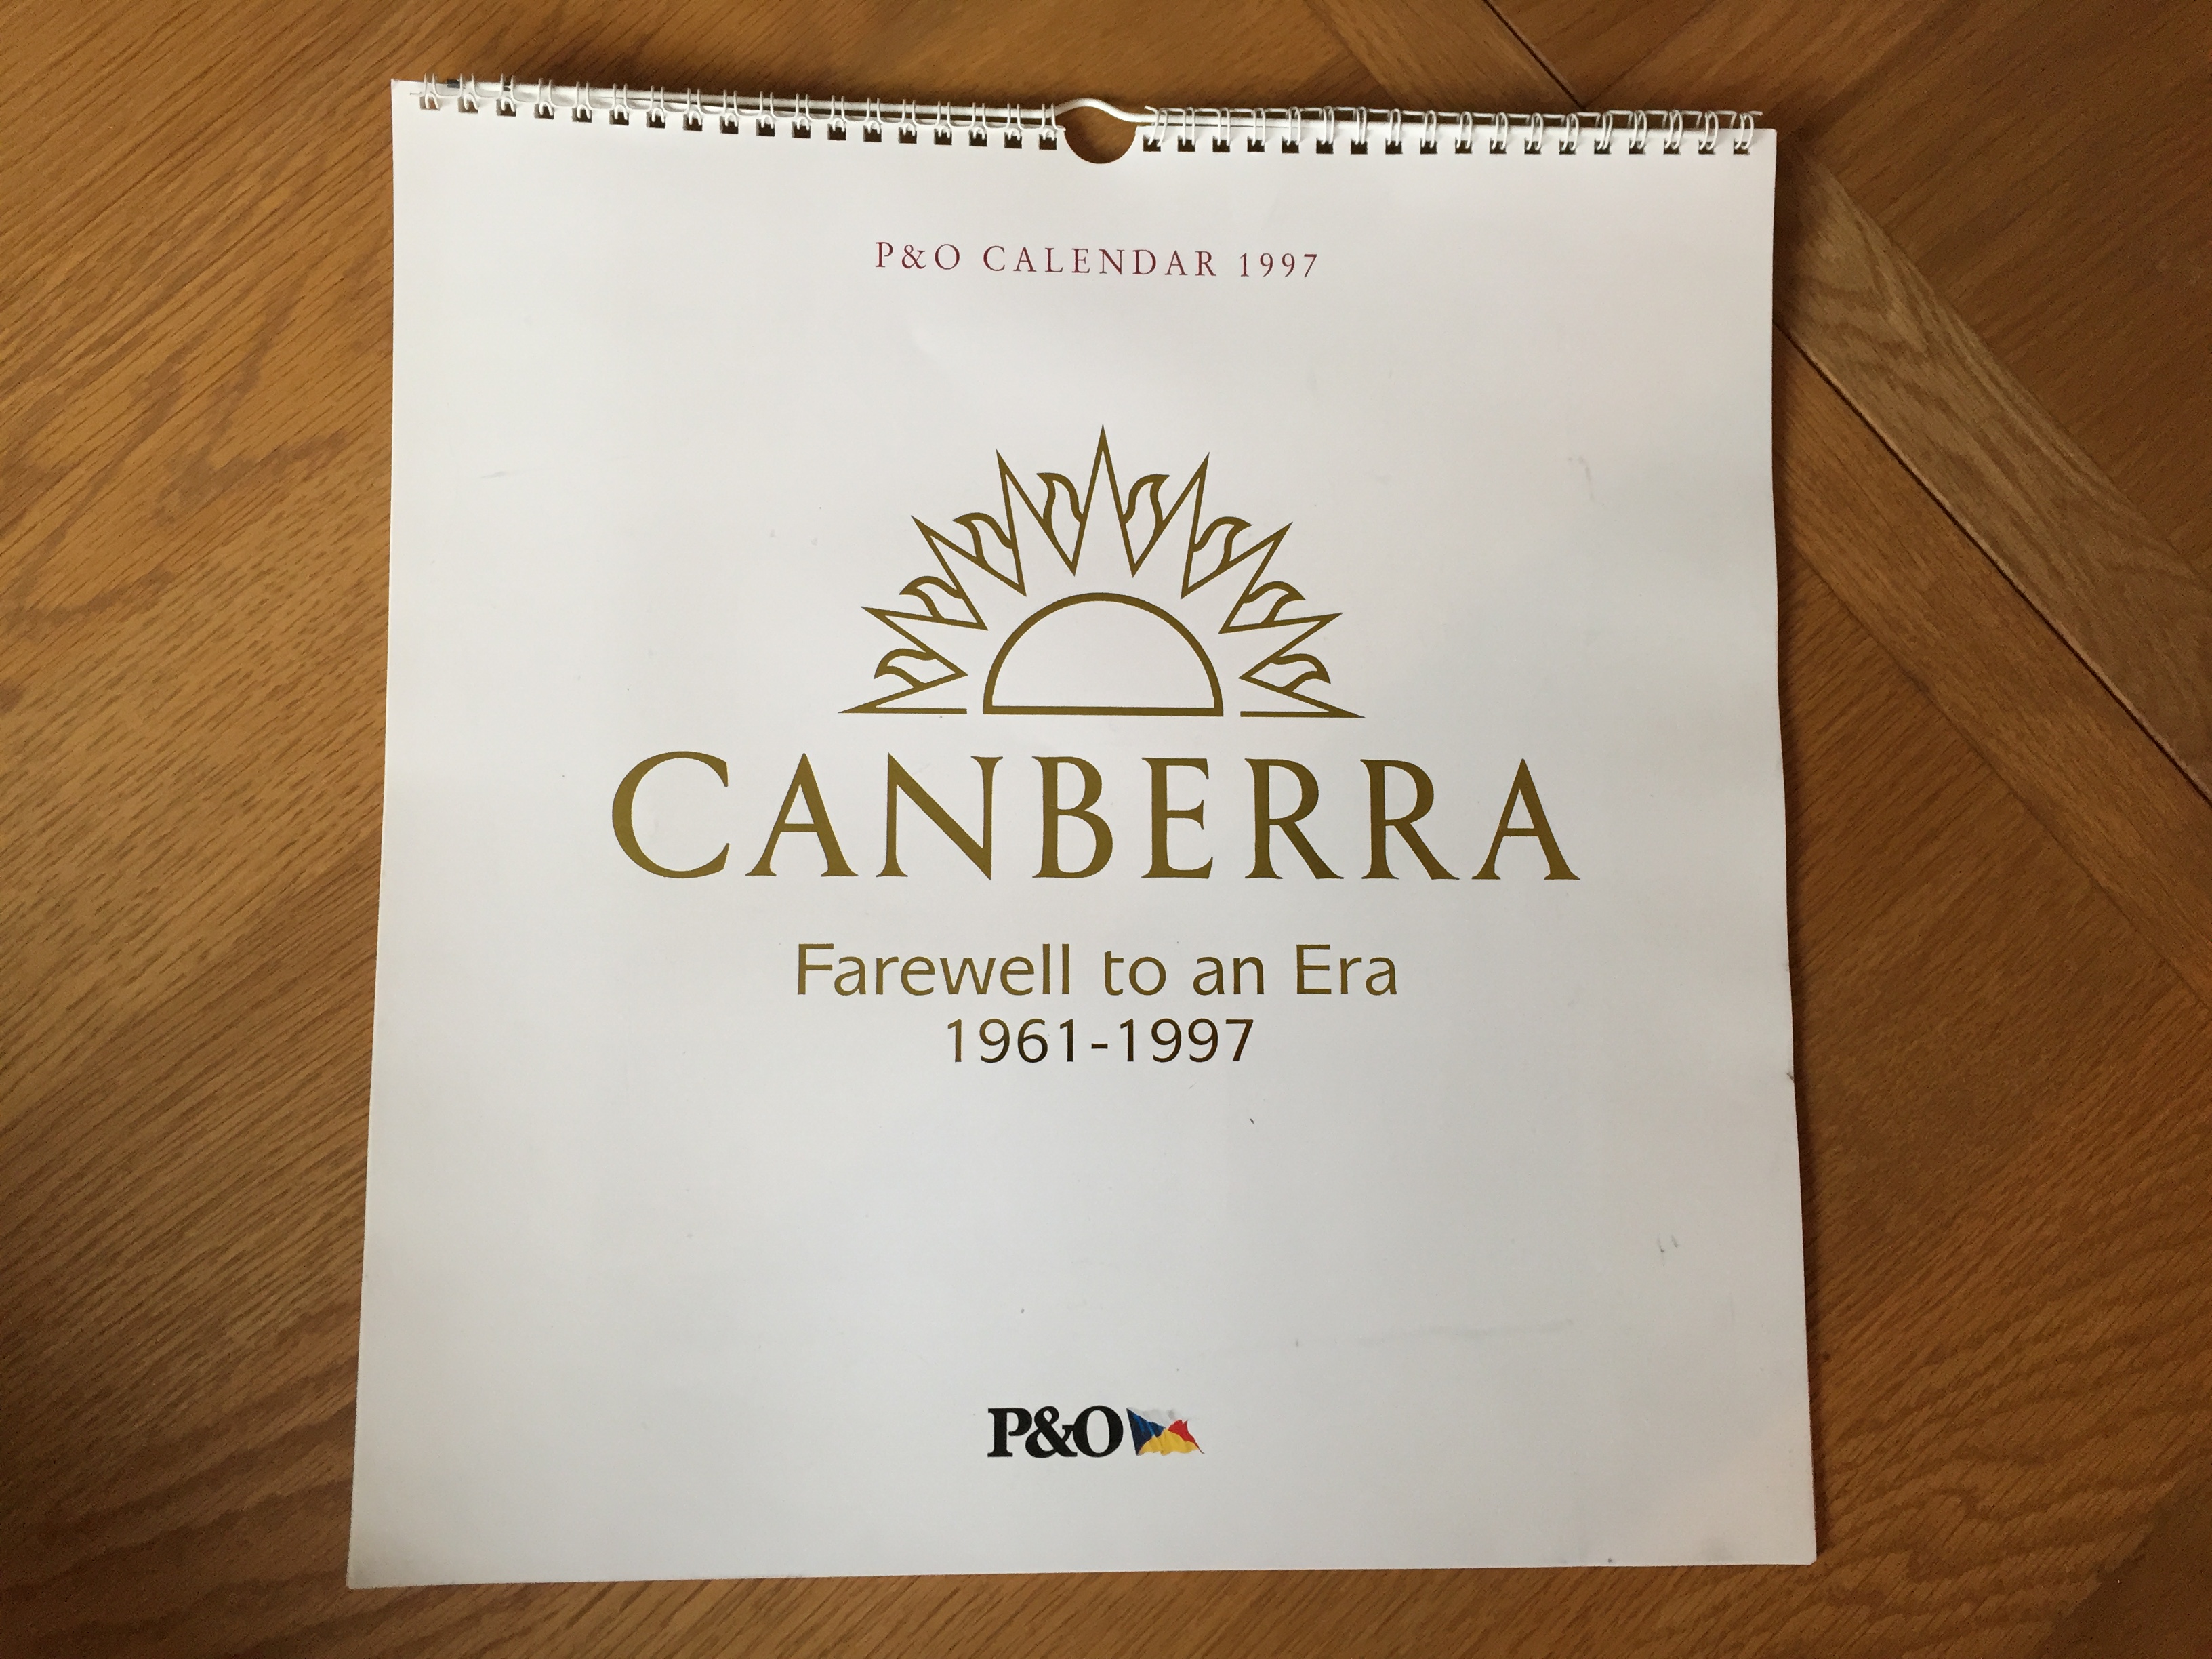 P&O CALENDAR 1997
CANBERRA
Farewell to an Era
1961-1997
P&O